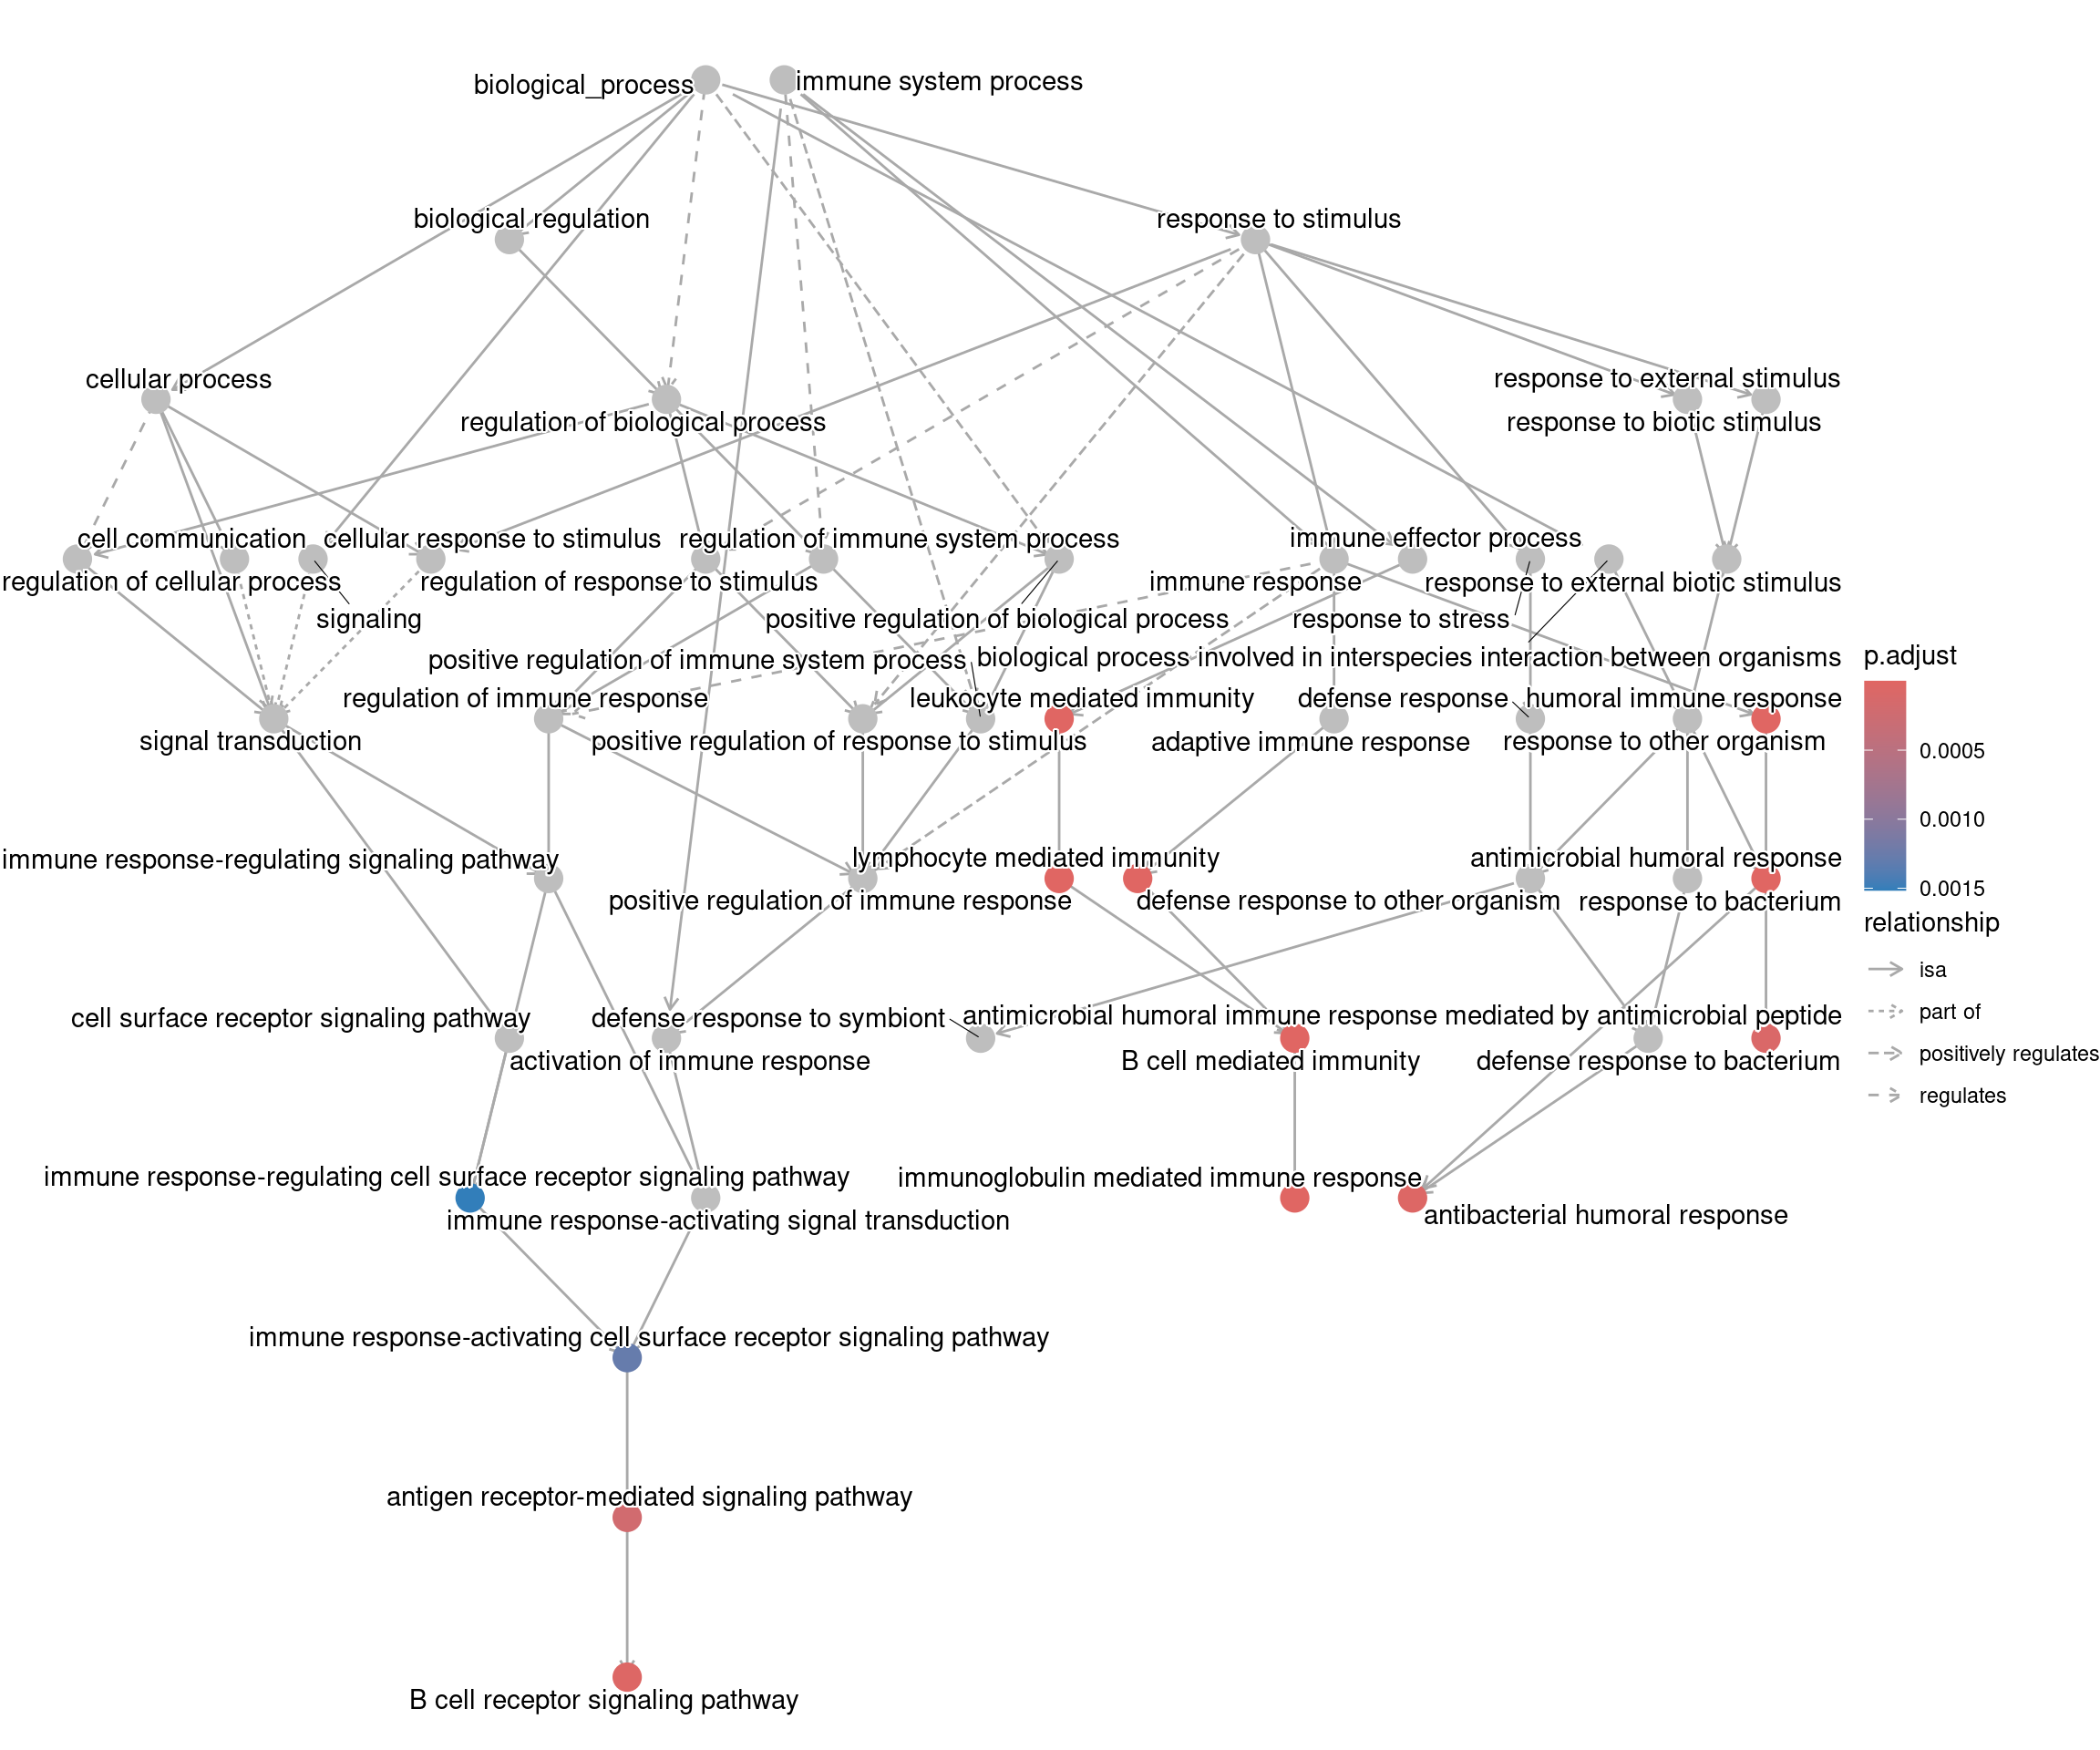 biological_process
immune system process
biological regulation
response to stimulus
cellular process
response to external stimulus
regulation of biological process
response to biotic stimulus
cell communication
cellular response to stimulus
regulation of immune system process
immune effector process
regulation of cellular process
regulation of response to stimulus
immune response
response to external biotic stimulus
signaling
positive regulation of biological process
response to stress
positive regulation of immune system process
biological process involved in interspecies interaction between organisms
regulation of immune response
leukocyte mediated immunity
defense response
humoral immune response
signal transduction
positive regulation of response to stimulus
adaptive immune response
response to other organism
immune response-regulating signaling pathway
lymphocyte mediated immunity
antimicrobial humoral response
positive regulation of immune response
defense response to other organism
response to bacterium
cell surface receptor signaling pathway
defense response to symbiont
antimicrobial humoral immune response mediated by antimicrobial peptide
activation of immune response
B cell mediated immunity
defense response to bacterium
immune response-regulating cell surface receptor signaling pathway
immunoglobulin mediated immune response
immune response-activating signal transduction
antibacterial humoral response
immune response-activating cell surface receptor signaling pathway
antigen receptor-mediated signaling pathway
B cell receptor signaling pathway
p.adjust
0.0005
0.0010
0.0015
relationship
isa
part of
positively regulates
regulates